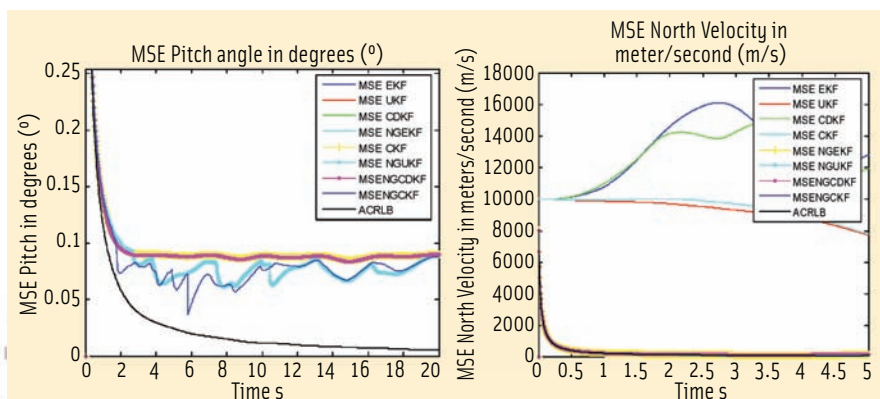 MSE Pitch angle in degrees (º)
MSE Pitch in degrees (º)
0.25
0.2
0.15
0.1
0.05
0
0 2 4 6 8 10 12 14 16 18 20
Time s
MSE EKF
MSE UKF
MSE CDKF
MSE NGEKF
MSE CKF
MSE NGUKF
MSENGCDKF
MSENGCKF
ACRLB
MSE North Velocity in
meter/second (m/s)
MSE North Velocity in meters/second (m/s)
18000
16000
14000
12000
10000
8000
6000
4000
2000
0
0 0.5 1 1.5 2 2.5 3 3.5 4 4.5 5
Time s
MSE EKF
MSE UKF
MSE CDKF
MSE CKF
MSE NGEKF
MSE NGUKF
MSENGCDKF
MSENGCKF
ACRLB